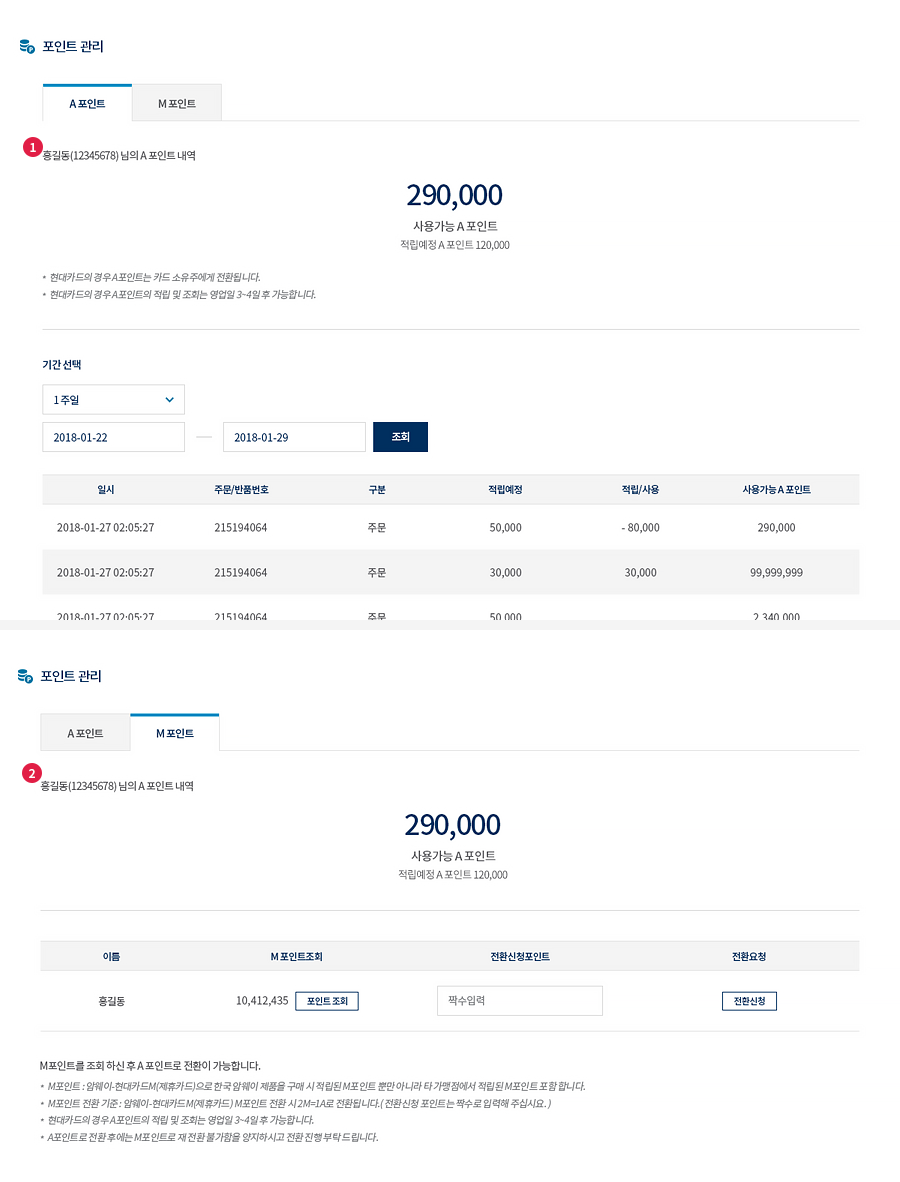 포인트 관리
A 포인트 M 포인트
1
홍길동(12345678) 님의 A 포인트 내역
290,000
사용가능 A 포인트
적립예정 A 포인트 120,000
• 현대카드의 경우 A포인트는 카드 소유주에게 전환됩니다.
• 현대카드의 경우 A포인트의 적립 및 조회는 영업일 3~4일 후 가능합니다.
기간 선택
1 주일
2018-01-22 — 2018-01-29 조회
일시 주문/반품번호 구분 적립예정 적립/사용 사용가능 A 포인트
2018-01-27 02:05:27 215194064 주문 50,000 - 80,000 290,000
2018-01-27 02:05:27 215194064 주문 30,000 30,000 99,999,999
2018-01-27 02:05:27 215194064 주문 50,000 2,340,000
포인트 관리
A 포인트 M 포인트
2
홍길동(12345678) 님의 A 포인트 내역
290,000
사용가능 A 포인트
적립예정 A 포인트 120,000
이름 M 포인트조회 전환신청포인트 전환요청
홍길동 10,412,435 포인트 조회 짝수입력 전환신청
M포인트를 조회 하신 후 A 포인트로 전환이 가능합니다.
• M포인트 : 암웨이-현대카드M(제휴카드)으로 한국 암웨이 제품을 구매 시 적립된 M포인트 뿐만 아니라 타 가맹점에서 적립된 M포인트 포함 합니다.
• M포인트 전환 기준 : 암웨이-현대카드M(제휴카드) M포인트 전환 시 2M=1A로 전환됩니다.( 전환신청 포인트는 짝수로 입력해 주십시요. )
• 현대카드의 경우 A포인트의 적립 및 조회는 영업일 3~4일 후 가능합니다.
• A포인트로 전환 후에는 M포인트로 재 전환 불가함을 양지하시고 전환 진행 부탁 드립니다.